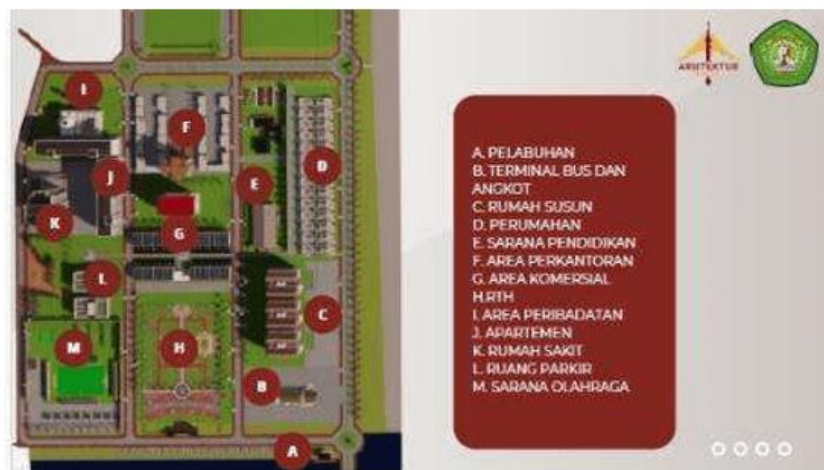 I
F
D
J
E
K
G
L
C
M
H
B
A
ARSITEKTUR
A. PELABUHAN
B. TERMINAL BUS DAN
ANGKOT
C. RUMAH SUSUN
D. PERUMAHAN
E. SARANA PENDIDIKAN
F. AREA PERKANTORAN
G. AREA KOMERSIAL
H.RTH
I. AREA PERIBADATAN
J. APARTEMEN
K. RUMAH SAKIT
L. RUANG PARKIR
M. SARANA OLAHRAGA